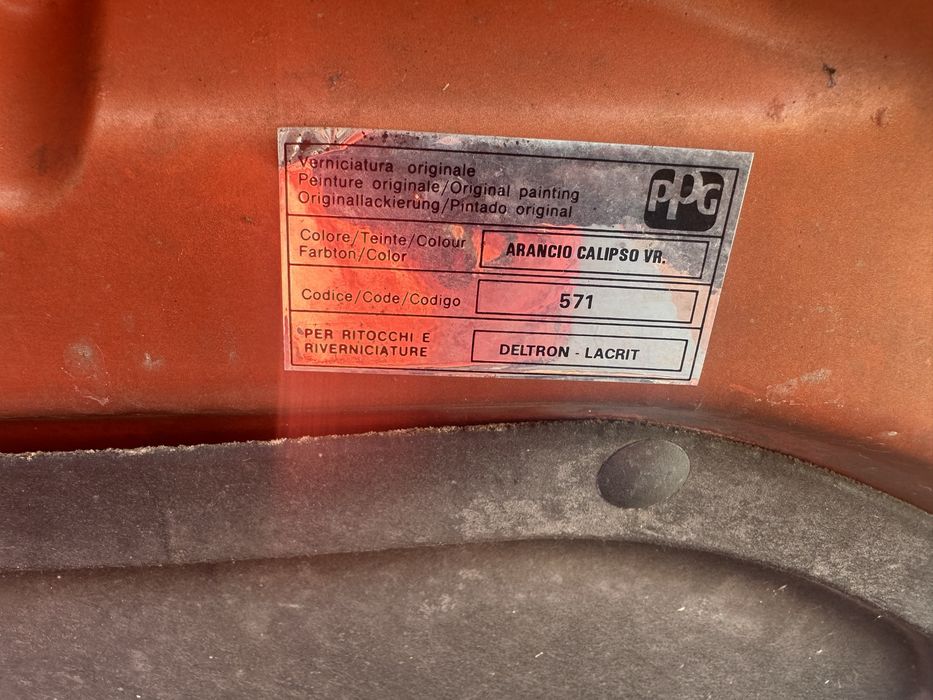 Verniciatura originale
Peinture originale/Original painting
Originallackierung/Pintado original
PPG
Colore/Teinte/Colour
Farbton/Color
ARANCIO CALIPSO VR.
Codice/Code/Codigo
571
PER RITOCCHI E
RIVERNICIATURE
DELTRON - LACRIT